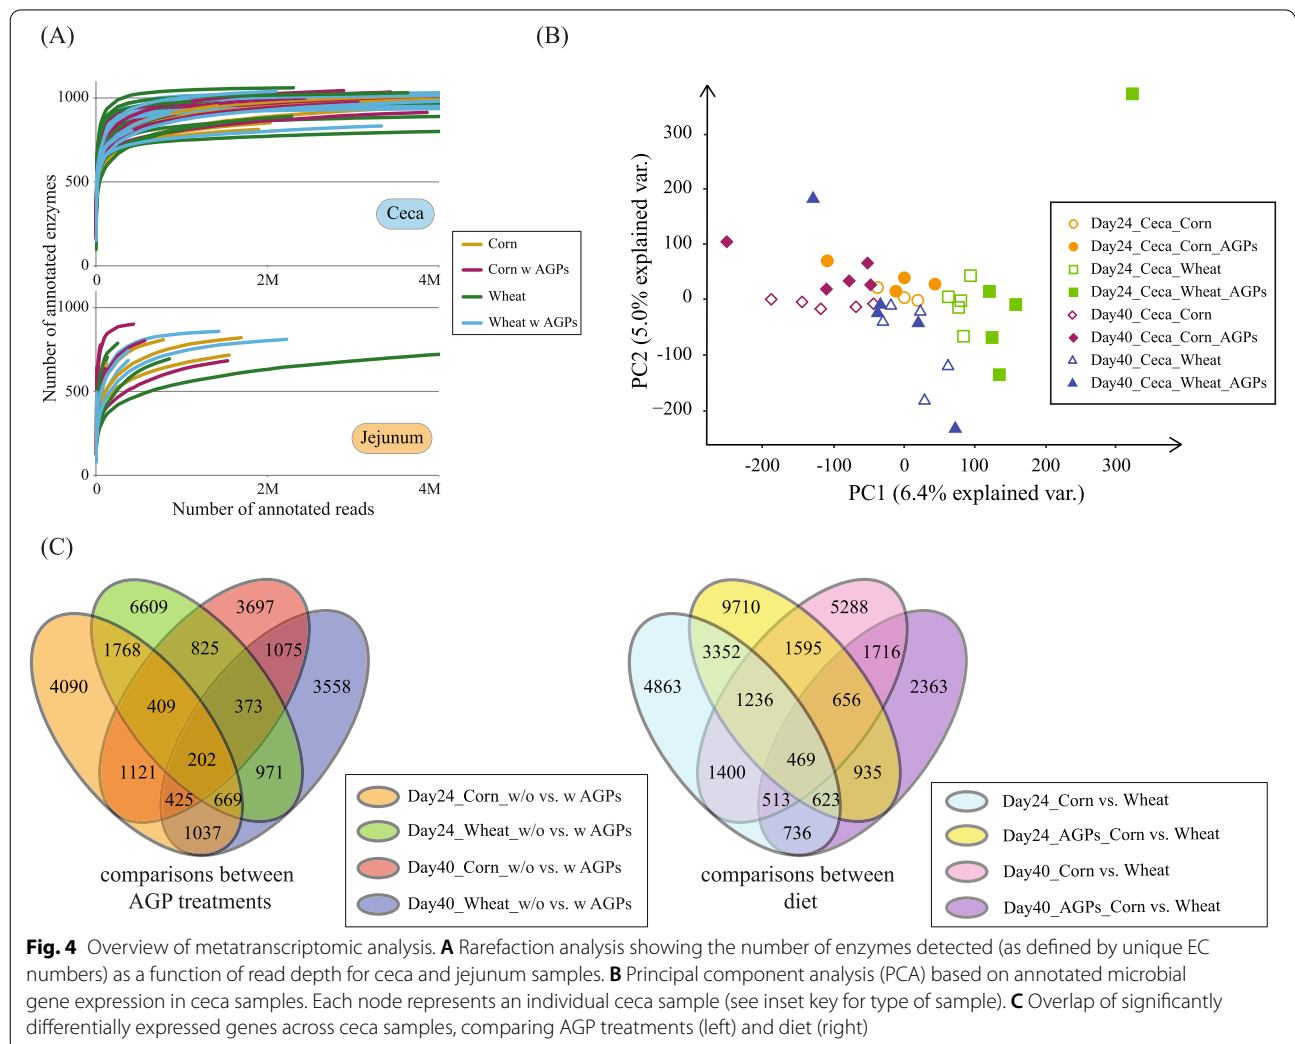 (A)
(B)
Number of annotated enzymes
1000
500
0
Ceca
0
2M
4M
1000
500
0
Jejunum
0
2M
4M
Number of annotated reads
Corn
Corn w AGPs
Wheat
Wheat w AGPs
PC2 (5.0% explained var.)
300
200
100
0
−100
−200
-200
-100
0
100
200
300
PC1 (6.4% explained var.)
Day24_Ceca_Corn
Day24_Ceca_Corn_AGPs
Day24_Ceca_Wheat
Day24_Ceca_Wheat_AGPs
Day40_Ceca_Corn
Day40_Ceca_Corn_AGPs
Day40_Ceca_Wheat
Day40_Ceca_Wheat_AGPs
(C)
6609
3697
1768
825
1075
4090
3558
409
373
202
1121
971
425
669
1037
comparisons between
AGP treatments
Day24_Corn_w/o vs. w AGPs
Day24_Wheat_w/o vs. w AGPs
Day40_Corn_w/o vs. w AGPs
Day40_Wheat_w/o vs. w AGPs
9710
5288
3352
1595
1716
4863
2363
1236
656
469
1400
935
513
623
736
comparisons between
diet
Day24_Corn vs. Wheat
Day24_AGPs_Corn vs. Wheat
Day40_Corn vs. Wheat
Day40_AGPs_Corn vs. Wheat
Fig. 4 Overview of metatranscriptomic analysis. A Rarefaction analysis showing the number of enzymes detected (as defined by unique EC
numbers) as a function of read depth for ceca and jejunum samples. B Principal component analysis (PCA) based on annotated microbial
gene expression in ceca samples. Each node represents an individual ceca sample (see inset key for type of sample). C Overlap of significantly
differentially expressed genes across ceca samples, comparing AGP treatments (left) and diet (right)